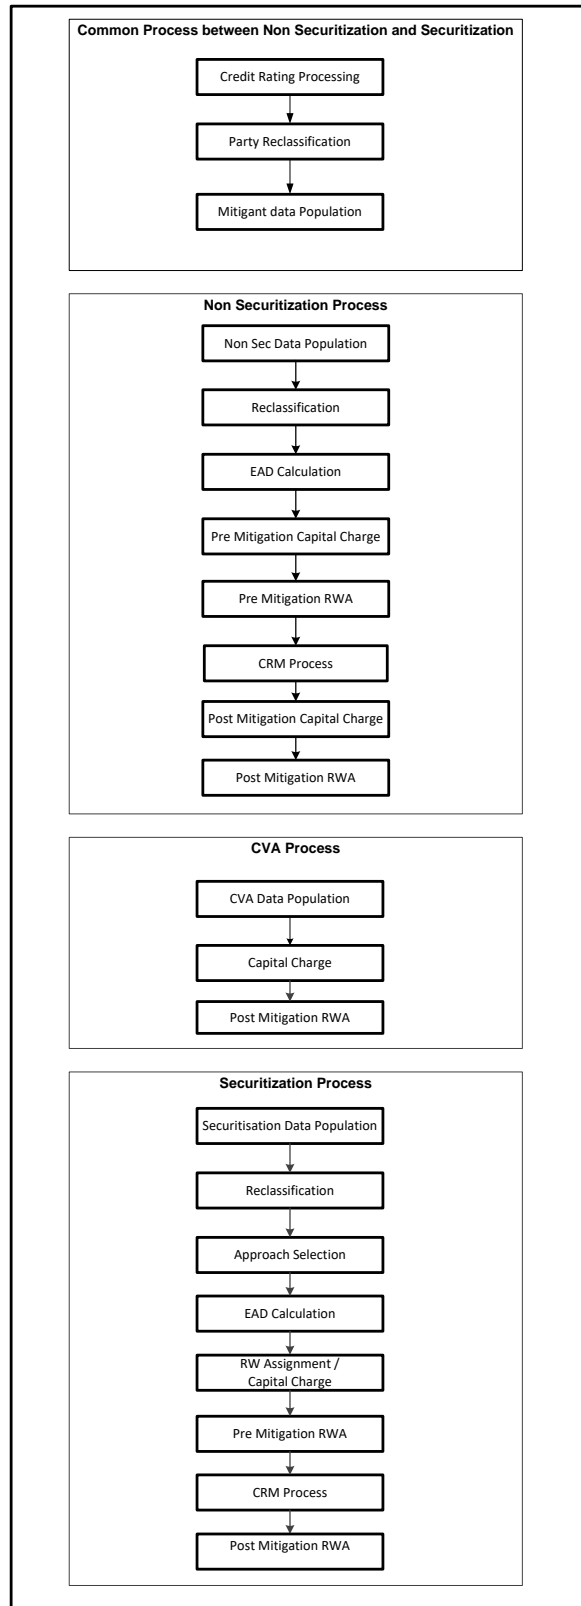 Common Process between Non Securitization and Securitization
Credit Rating Processing
Party Reclassification
Mitigant data Population
Non Securitization Process
Non Sec Data Population
Reclassification
EAD Calculation
Pre Mitigation Capital Charge
Pre Mitigation RWA
CRM Process
Post Mitigation Capital Charge
Post Mitigation RWA
CVA Process
CVA Data Population
Capital Charge
Post Mitigation RWA
Securitization Process
Securitisation Data Population
Reclassification
Approach Selection
EAD Calculation
RW Assignment /
Capital Charge
Pre Mitigation RWA
CRM Process
Post Mitigation RWA